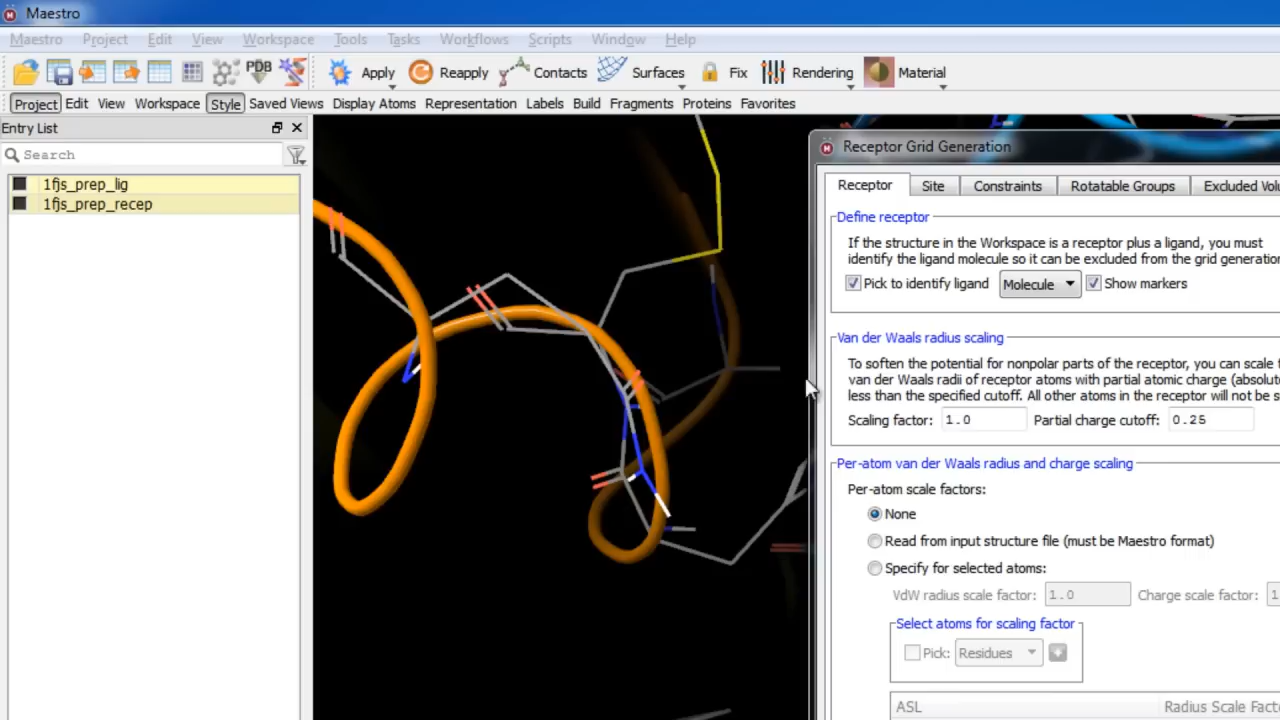 Maestro
Maestro Project Edit View Workspace Tools Tasks Workflows Scripts Window Help
PDB Apply Reapply Contacts Surfaces Fix Rendering Material
Project Edit View Workspace Style Saved Views Display Atoms Representation Labels Build Fragments Proteins Favorites
Entry List
Search
1fjs_prep_lig
1fjs_prep_recep
Receptor Grid Generation
Receptor Site Constraints Rotatable Groups Excluded Volu
Define receptor
If the structure in the Workspace is a receptor plus a ligand, you must
identify the ligand molecule so it can be excluded from the grid generation
Pick to identify ligand Molecule Show markers
Van der Waals radius scaling
To soften the potential for nonpolar parts of the receptor, you can scale t
van der Waals radii of receptor atoms with partial atomic charge (absolut
less than the specified cutoff. All other atoms in the receptor will not be s
Scaling factor: 1.0 Partial charge cutoff: 0.25
Per-atom van der Waals radius and charge scaling
Per-atom scale factors:
None
Read from input structure file (must be Maestro format)
Specify for selected atoms:
VdW radius scale factor: 1.0 Charge scale factor: 1
Select atoms for scaling factor
Pick: Residues
ASL Radius Scale Facto